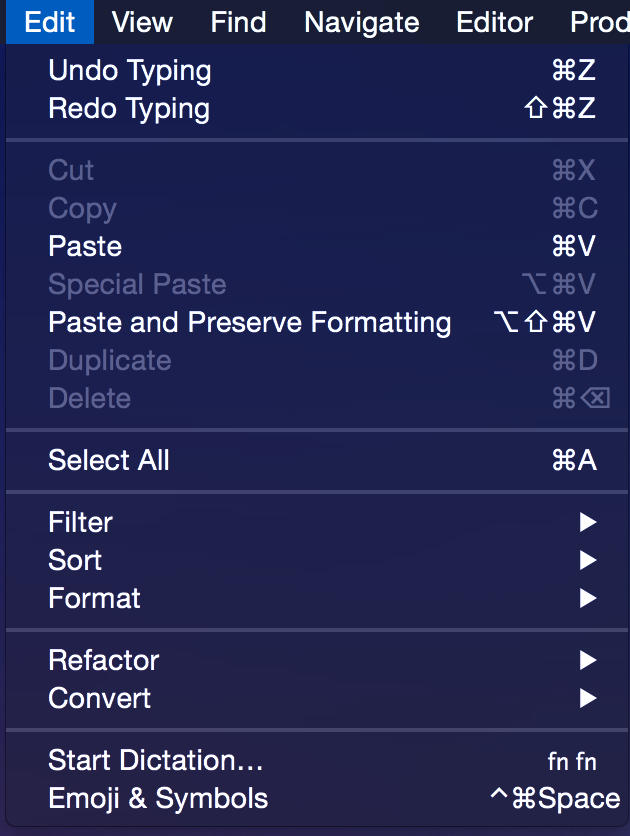 Edit View Find Navigate Editor Prod
Undo Typing ⌘Z
Redo Typing ⇧⌘Z
Cut ⌘X
Copy ⌘C
Paste ⌘V
Special Paste ⌥⌘V
Paste and Preserve Formatting ⌥⇧⌘V
Duplicate ⌘D
Delete ⌘⌫
Select All ⌘A
Filter ▶
Sort ▶
Format ▶
Refactor ▶
Convert ▶
Start Dictation... fn fn
Emoji & Symbols ^⌘Space